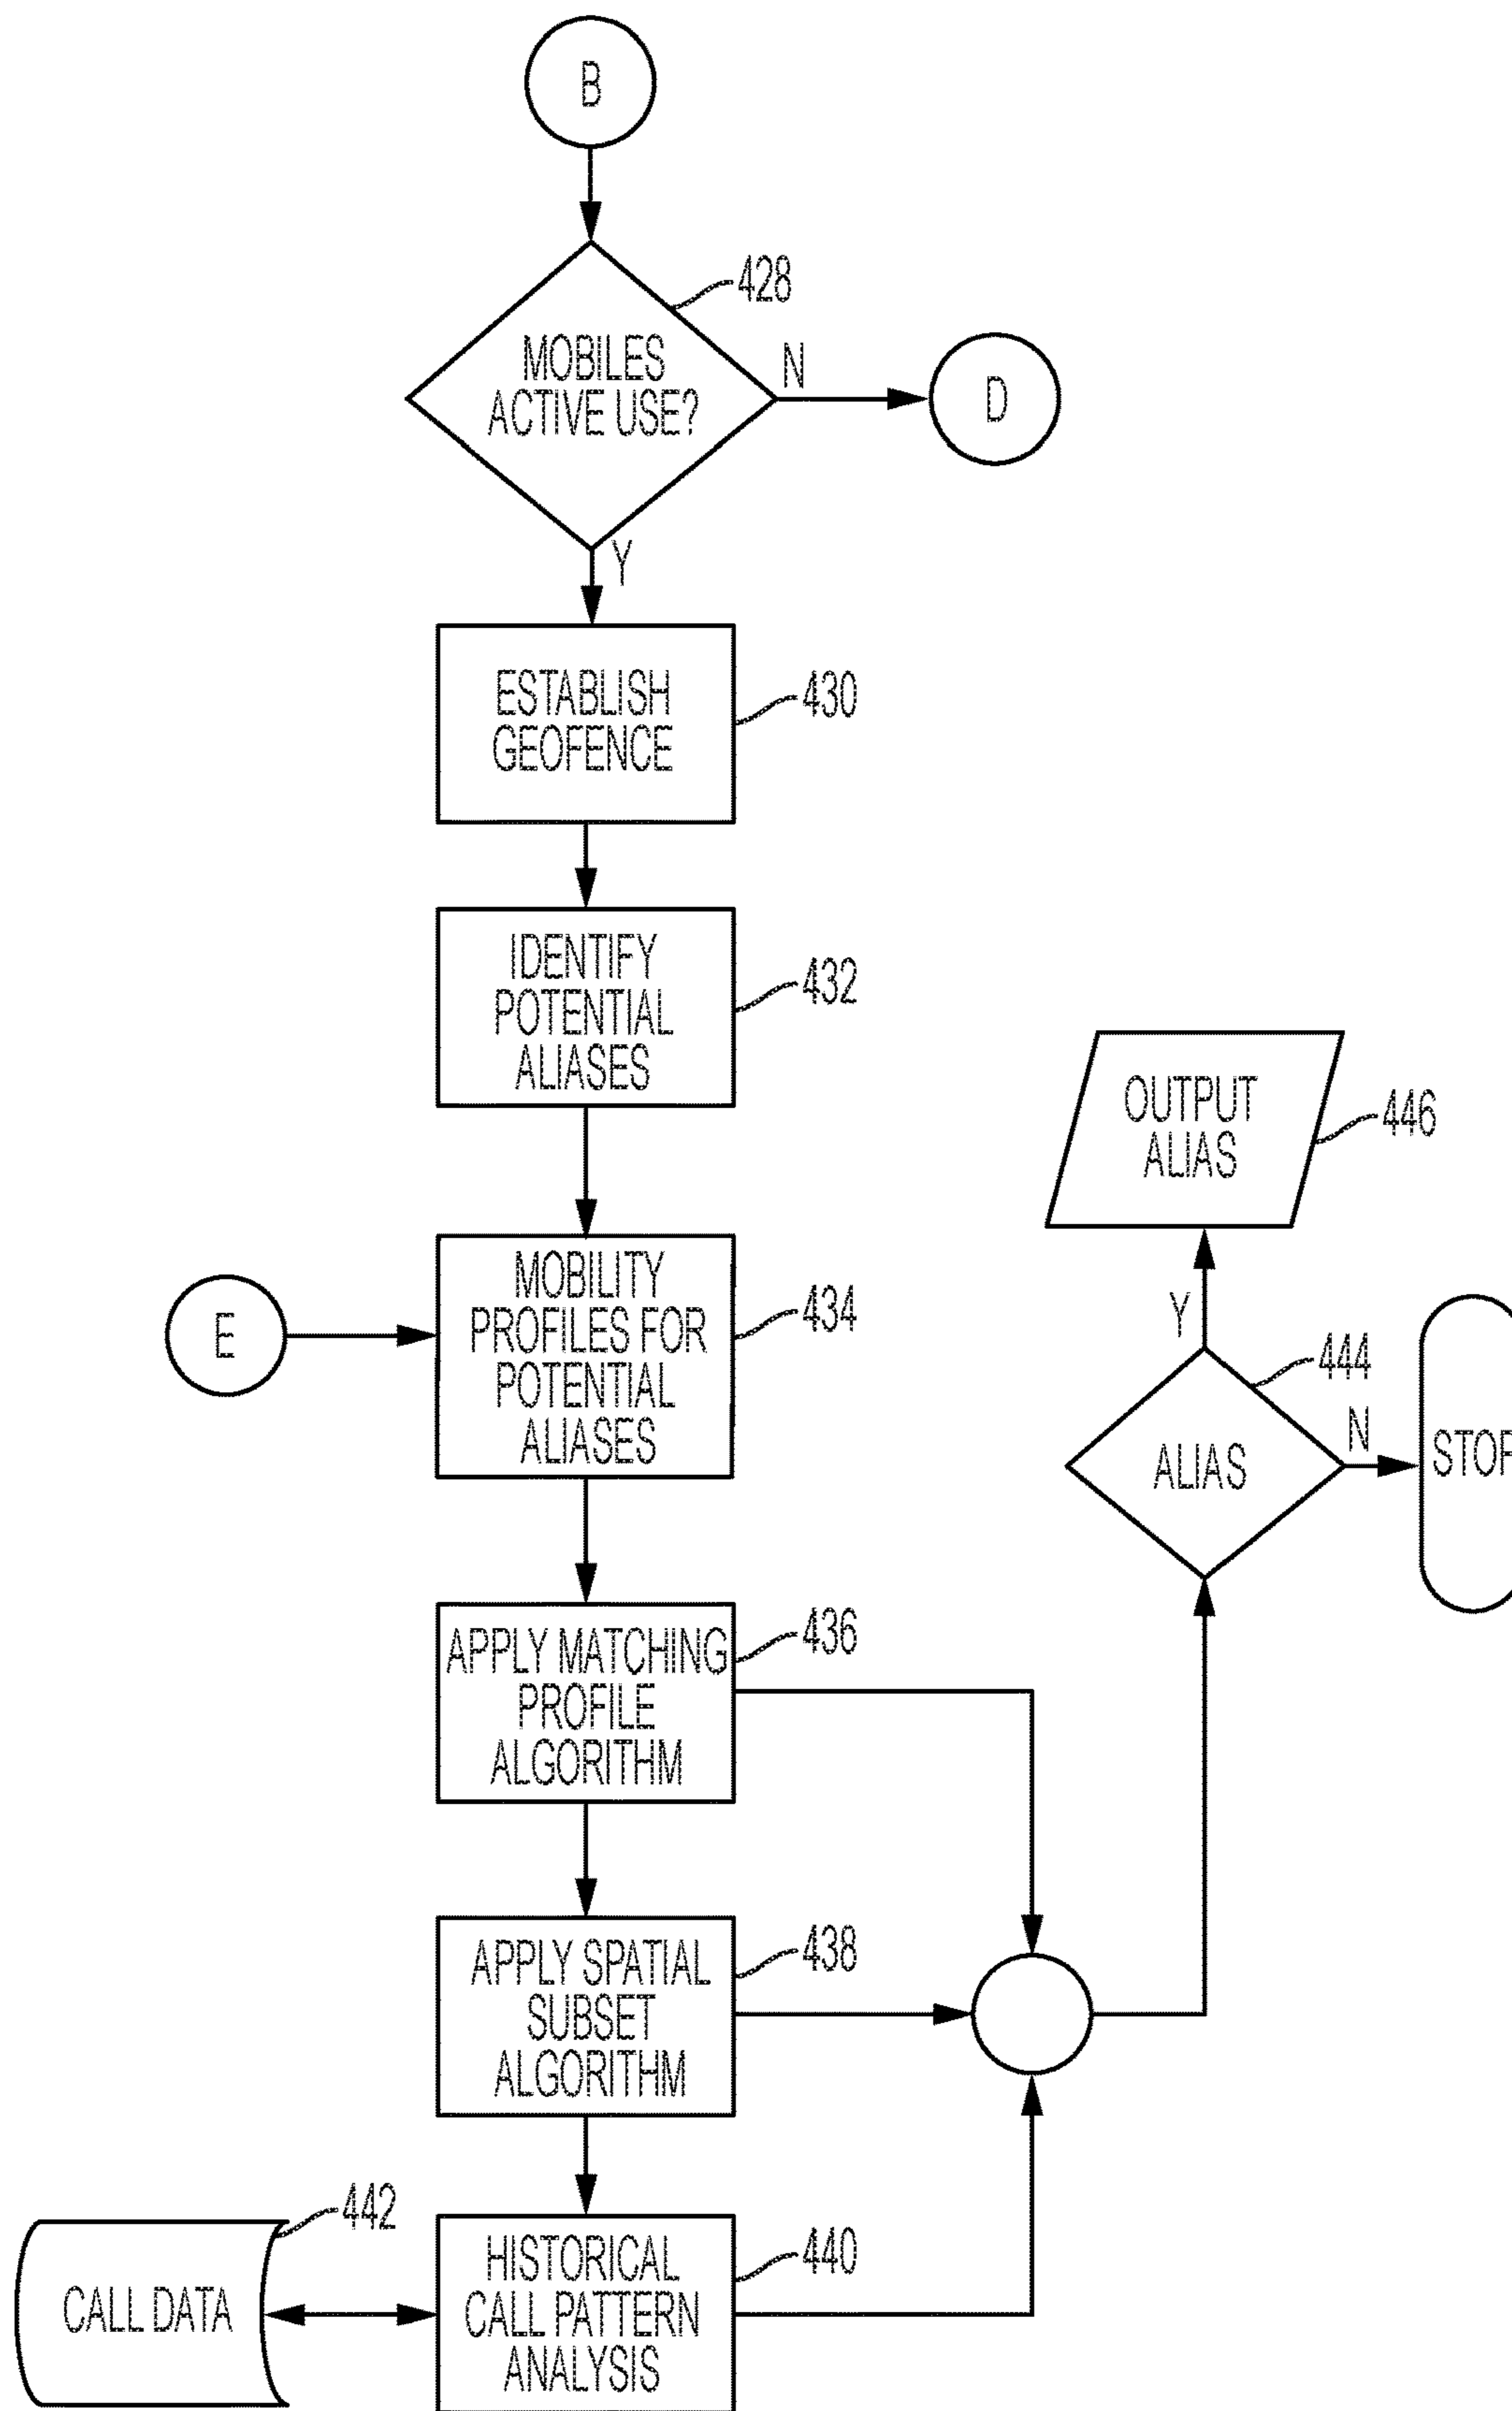 B
428
MOBILES
ACTIVE USE?
N
D
Y
430
ESTABLISH
GEOFENCE
432
IDENTIFY
POTENTIAL
ALIASES
OUTPUT
ALIAS
446
E
MOBILITY
PROFILES FOR
POTENTIAL
ALIASES
434
Y
444
ALIAS
N
STOP
436
APPLY MATCHING
PROFILE
ALGORITHM
438
APPLY SPATIAL
SUBSET
ALGORITHM
442
CALL DATA
440
HISTORICAL
CALL PATTERN
ANALYSIS